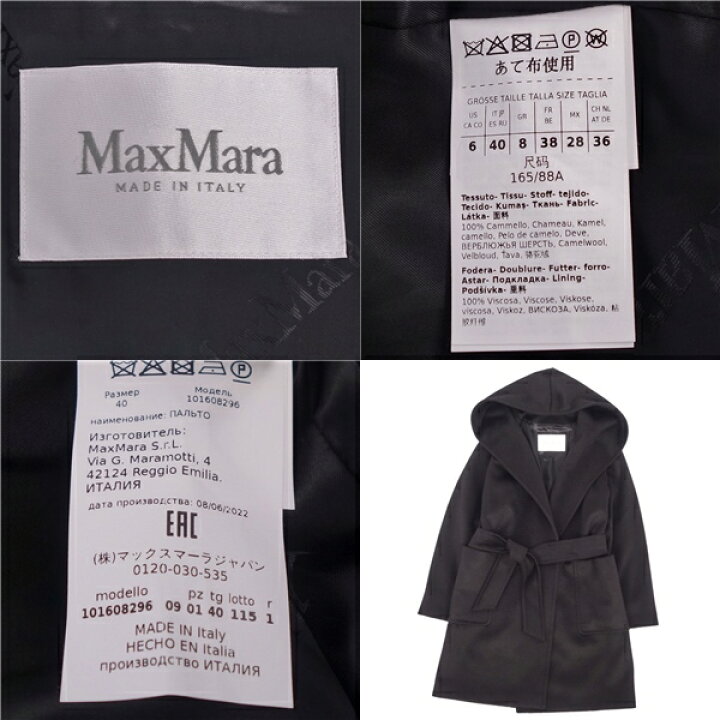 MaxMara
MADE IN ITALY
あて布使用
GROSSE TAILLE TALLA SIZE TAGLIA
US CA CO
IT JP ES RU
GR
FR BE
MX
CH NL AT DE
6 40 8 38 28 36
尺码
165/88A
Tessuto- Tissu- Stoff- tejido-
Tecido- Kumaş- Ткань- Fabric-
Látka- 面料
100% Cammello, Chameau, Kamel,
camello, Pelo de camelo, Deve,
ВЕРБЛЮЖЬЯ ШЕРСТЬ, Camelwool,
Velbloud, Ťava, 骆驼绒
Fodera- Doublure- Futter- forro-
Astar- Подкладка- Lining-
Podšívka- 里料
100% Viscosa, Viscose, Viskose,
viscosa, Viskoz, ВИСКОЗА, Viskóza, 粘
胶纤维
Размер Модель
40 101608296
наименование: ПАЛЬТО
Изготовитель:
MaxMara S.r.L.
Via G. Maramotti, 4
42124 Reggio Emilia.
ИТАЛИЯ
дата производства: 08/06/2022
EAC
(株)マックスマーラジャパン
0120-030-535
modello pz tg lotto r
101608296 09 01 40 115 1
MADE IN Italy
HECHO EN Italia
производство ИТАЛИЯ